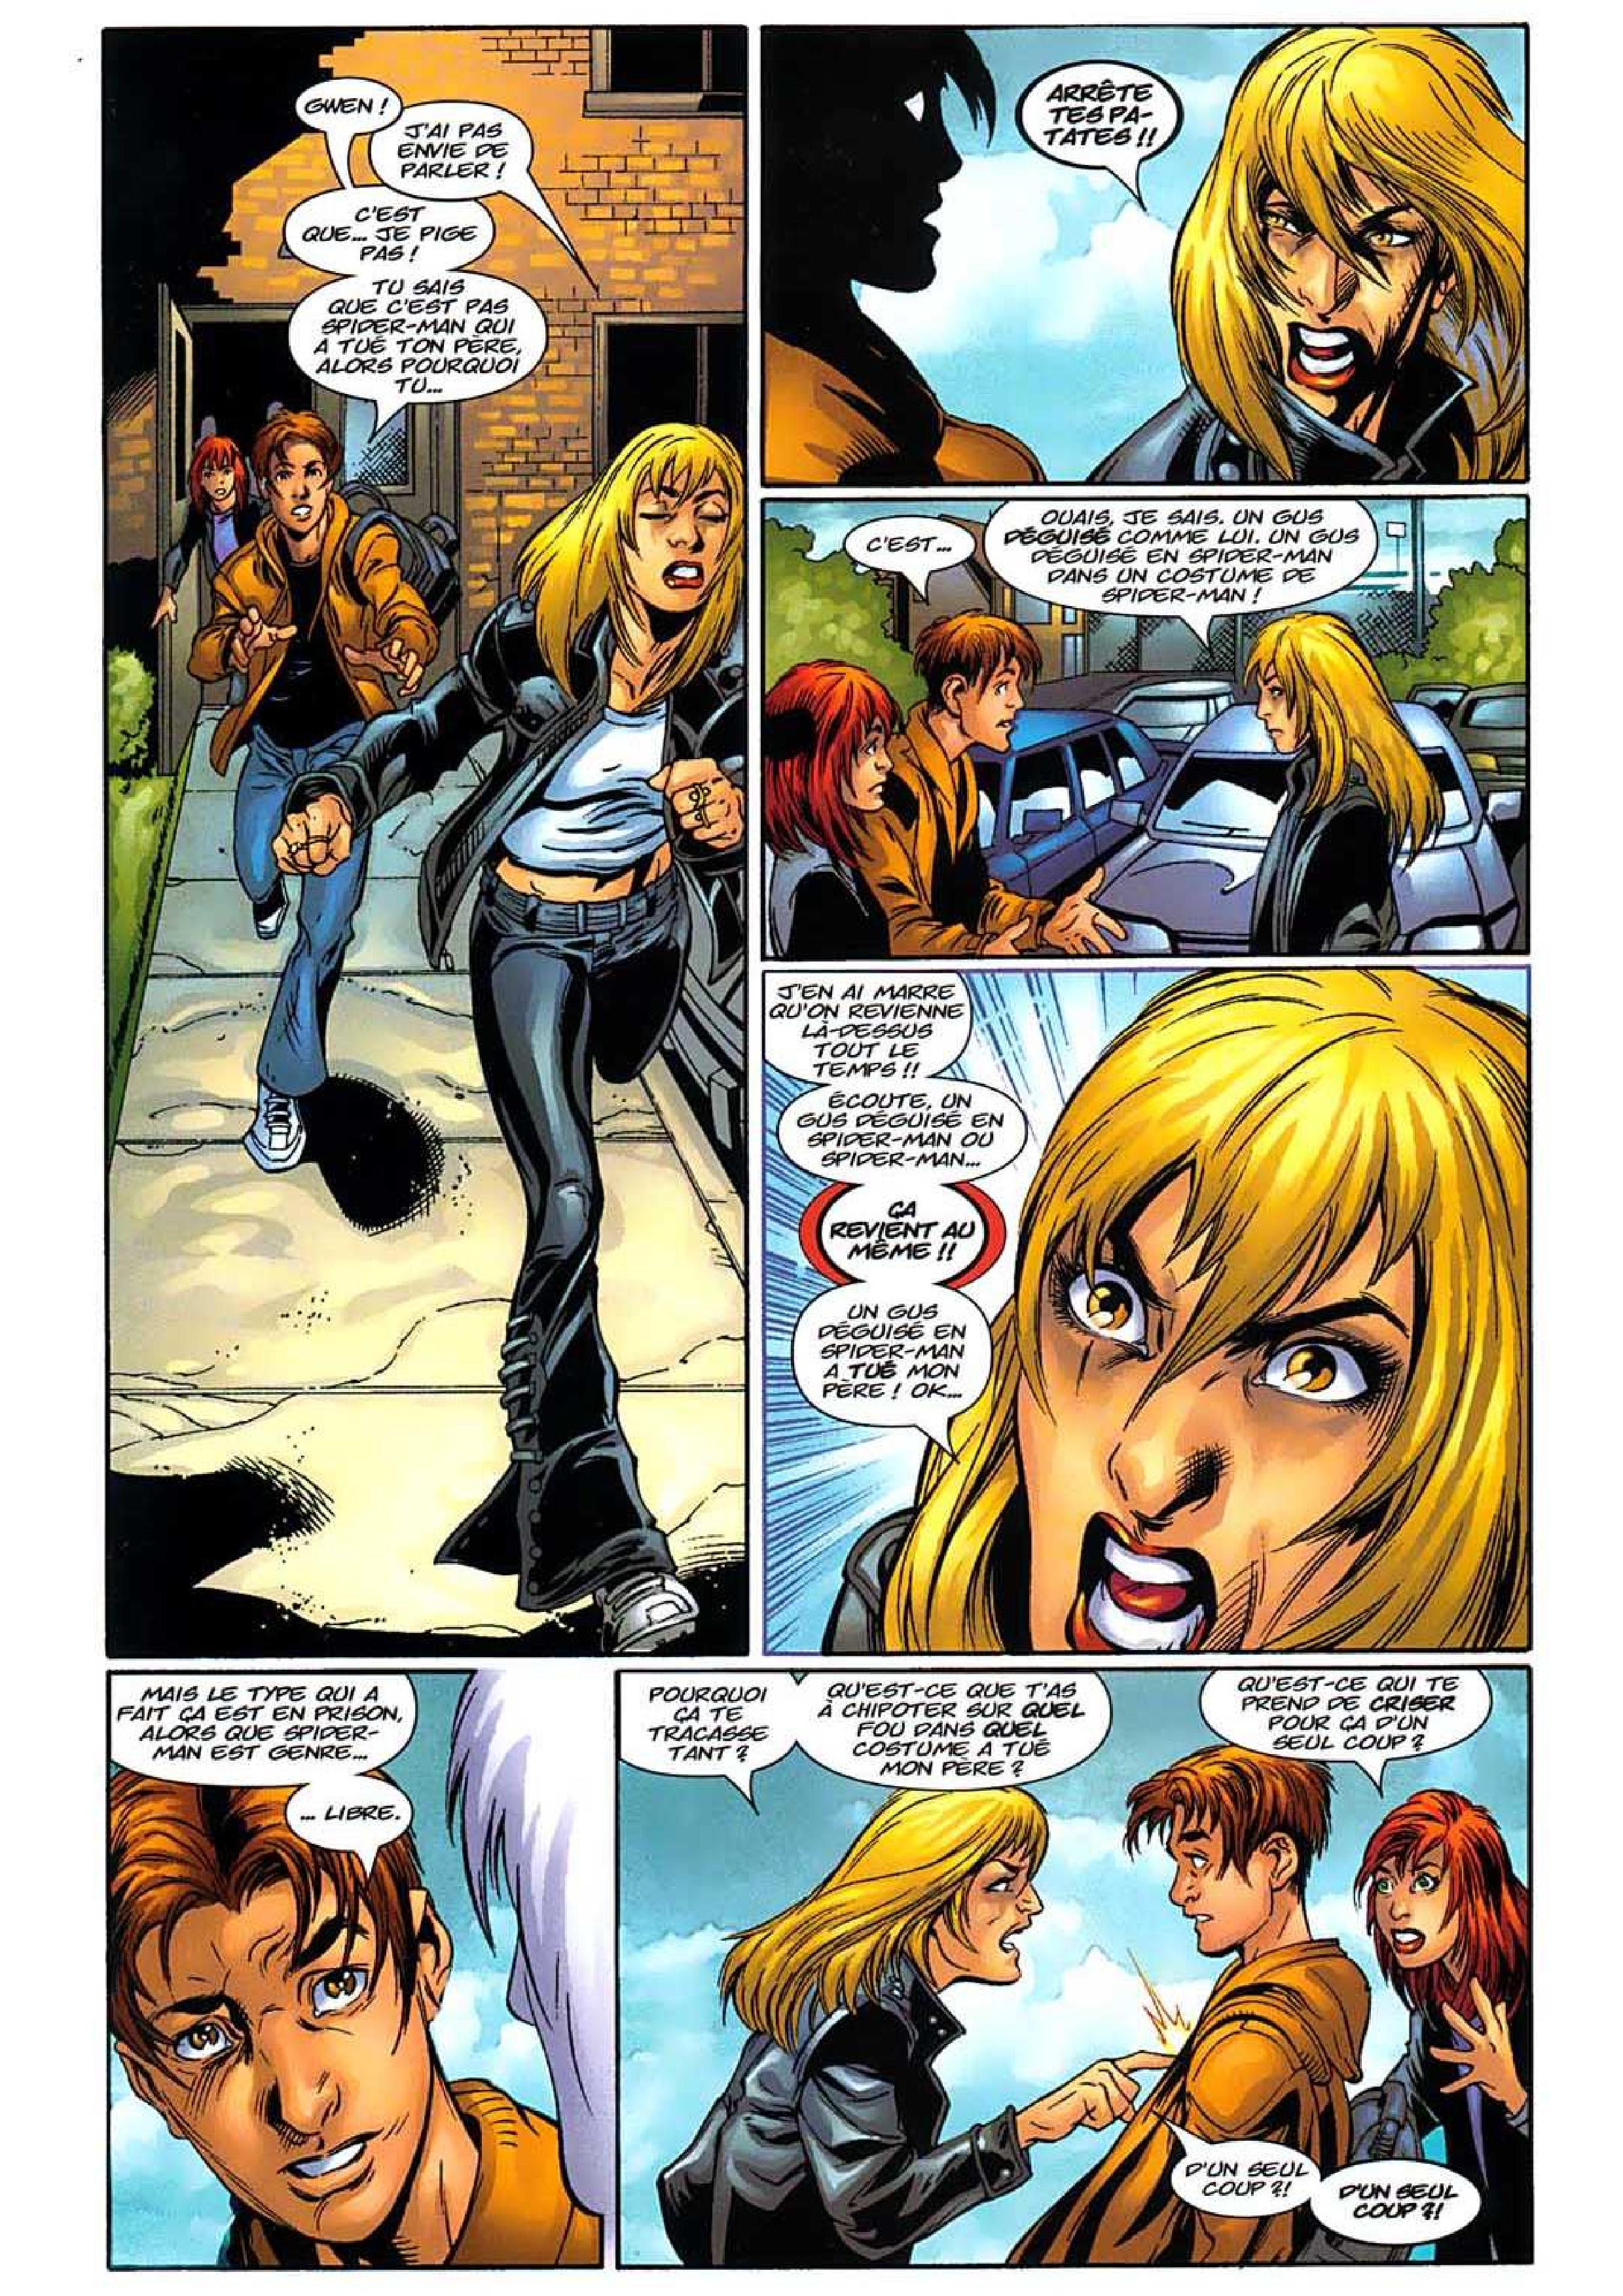 GWEN !
J'AI PAS
ENVIE DE
PARLER !
C'EST
QUE... JE PIGE
PAS !
TU SAIS
QUE C'EST PAS
SPIDER-MAN QUI
A TUÉ TON PÈRE,
ALORS POURQUOI
TU...
ARRÊTE
TES PA-
TATES !!
C'EST...
OUAIS, JE SAIS. UN GUS
DÉGUISÉ COMME LUI. UN GUS
DÉGUISÉ EN SPIDER-MAN
DANS UN COSTUME DE
SPIDER-MAN !
J'EN AI MARRE
QU'ON REVIENNE
LÀ-DESSUS
TOUT LE
TEMPS !!
ÉCOUTE, UN
GUS DÉGUISÉ EN
SPIDER-MAN OU
SPIDER-MAN...
ÇA
REVIENT AU
MÊME !!
UN GUS
DÉGUISÉ EN
SPIDER-MAN
A TUÉ MON
PÈRE ! OK...
MAIS LE TYPE QUI A
FAIT ÇA EST EN PRISON,
ALORS QUE SPIDER-
MAN EST GENRE...
... LIBRE.
POURQUOI
ÇA TE
TRACASSE
TANT ?
QU'EST-CE QUE T'AS
À CHIPOTER SUR QUEL
FOU DANS QUEL
COSTUME A TUÉ
MON PÈRE ?
QU'EST-CE QUI TE
PREND DE CRISER
POUR ÇA D'UN
SEUL COUP ?
D'UN SEUL
COUP ?!
D'UN SEUL
COUP ?!